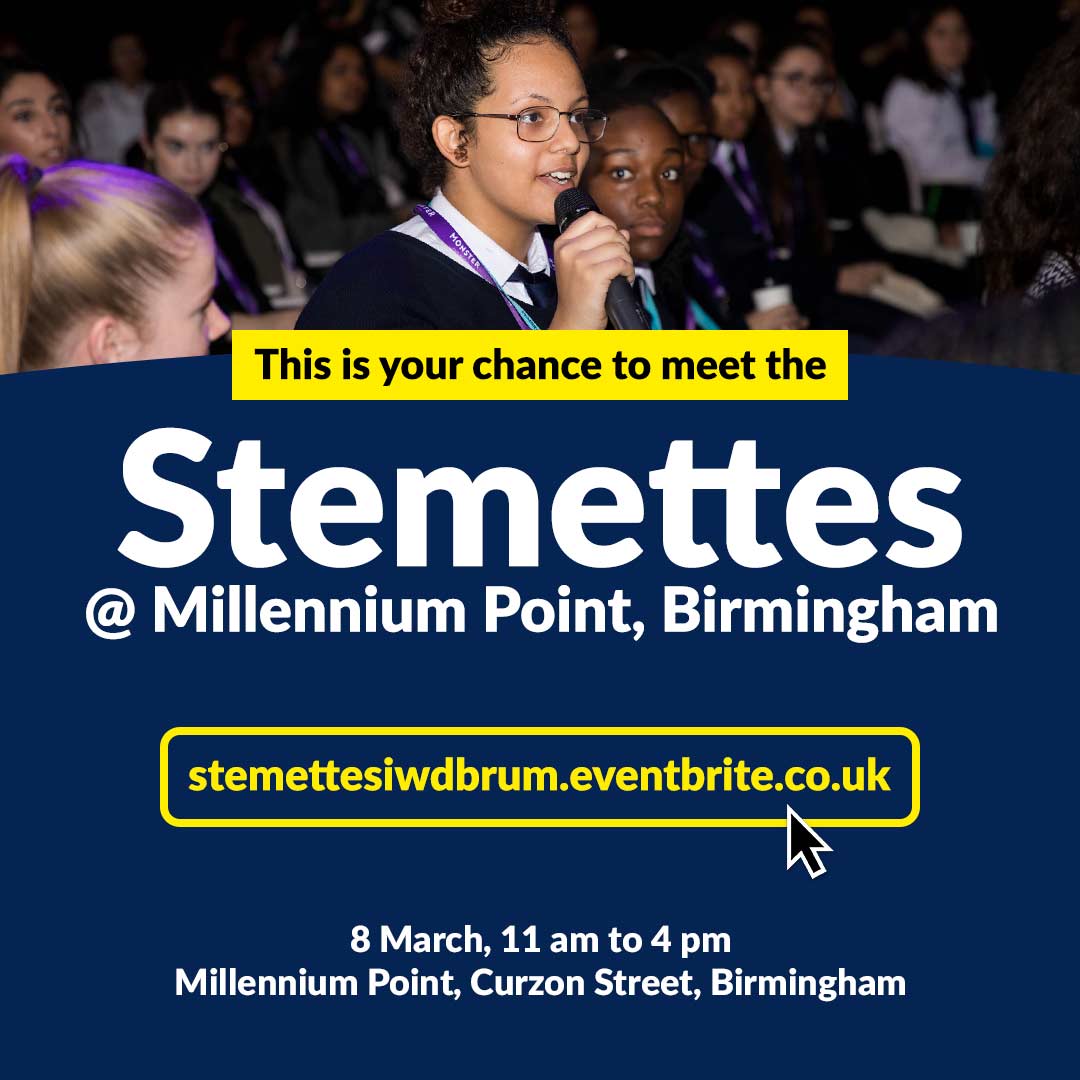 MONSTER
This is your chance to meet the
Stemettes
@ Millennium Point, Birmingham
stemettesiwdbrum.eventbrite.co.uk
8 March, 11 am to 4 pm
Millennium Point, Curzon Street, Birmingham